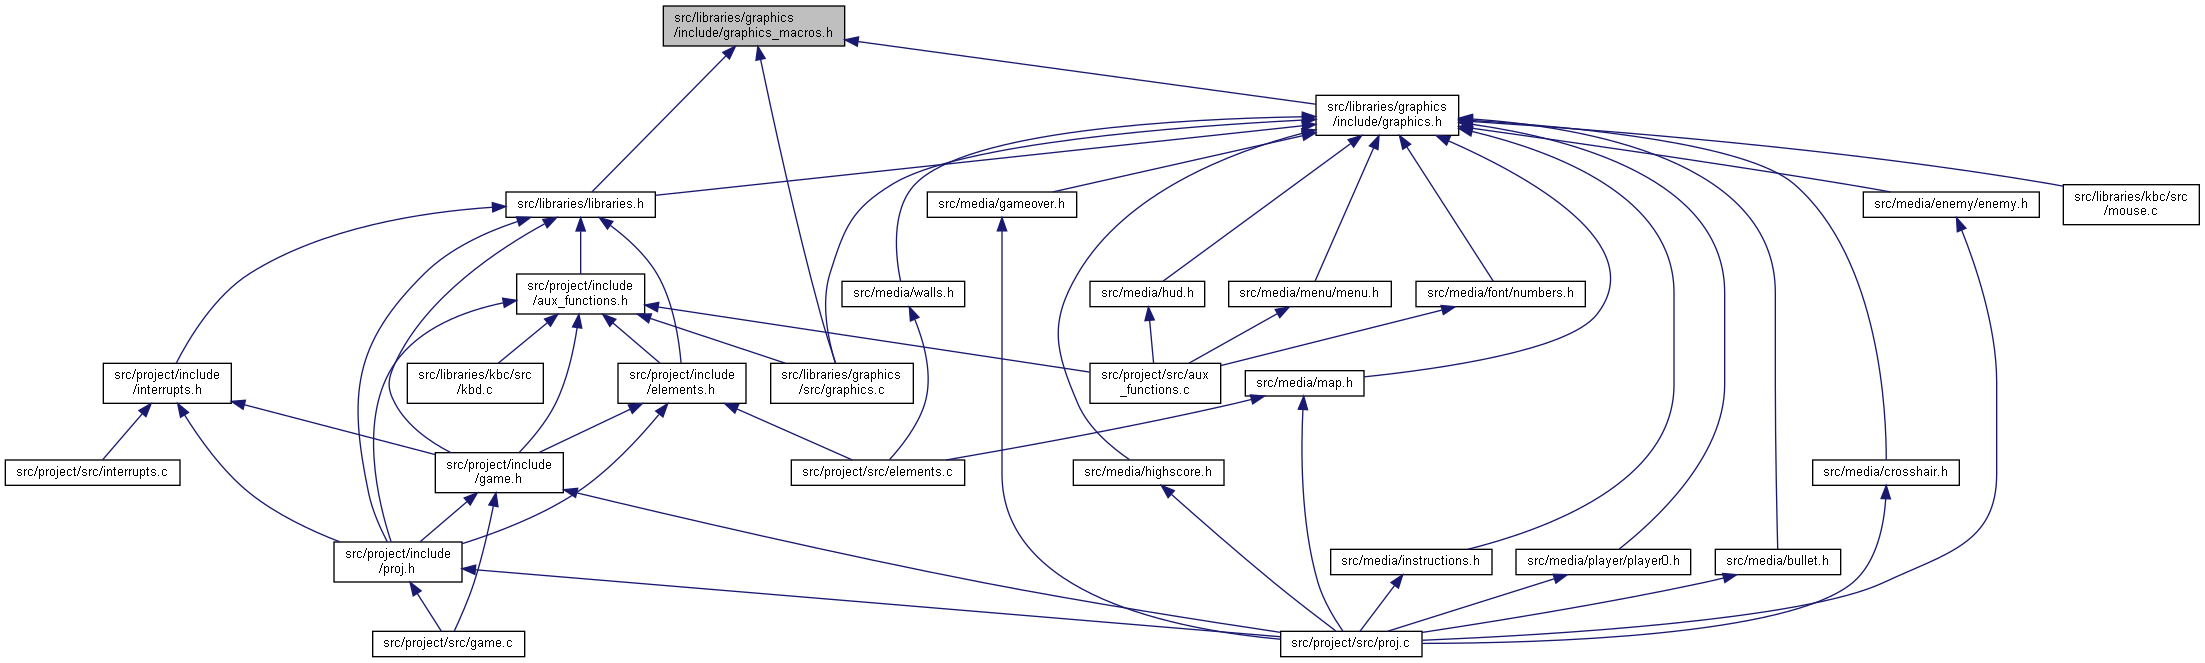 src/libraries/graphics
/include/graphics_macros.h
src/libraries/graphics
/include/graphics.h
src/libraries/libraries.h
src/media/gameover.h
src/media/enemy/enemy.h
src/libraries/kbc/src
/mouse.c
src/project/include
/aux_functions.h
src/media/walls.h
src/media/hud.h
src/media/menu/menu.h
src/media/font/numbers.h
src/project/include
/interrupts.h
src/libraries/kbc/src
/kbd.c
src/project/include
/elements.h
src/libraries/graphics
/src/graphics.c
src/project/src/aux
_functions.c
src/media/map.h
src/project/src/interrupts.c
src/project/include
/game.h
src/project/src/elements.c
src/media/highscore.h
src/media/crosshair.h
src/project/include
/proj.h
src/media/instructions.h
src/media/player/player0.h
src/media/bullet.h
src/project/src/game.c
src/project/src/proj.c